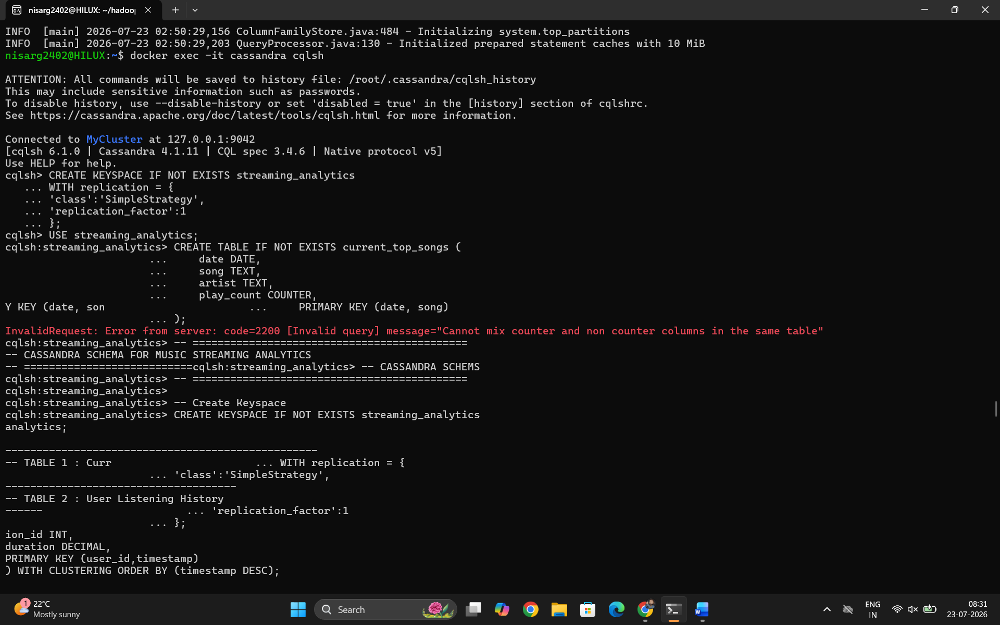 nisarg2402@HILUX: ~/hadoop
INFO  [main] 2026-07-23 02:50:29,156 ColumnFamilyStore.java:484 - Initializing system.top_partitions
INFO  [main] 2026-07-23 02:50:29,203 QueryProcessor.java:130 - Initialized prepared statement caches with 10 MiB
nisarg2402@HILUX:~$ docker exec -it cassandra cqlsh
ATTENTION: All commands will be saved to history file: /root/.cassandra/cqlsh_history
This may include sensitive information such as passwords.
To disable history, use --disable-history or set 'disabled = true' in the [history] section of cqlshrc.
See https://cassandra.apache.org/doc/latest/tools/cqlsh.html for more information.
Connected to MyCluster at 127.0.0.1:9042
[cqlsh 6.1.0 | Cassandra 4.1.11 | CQL spec 3.4.6 | Native protocol v5]
Use HELP for help.
cqlsh> CREATE KEYSPACE IF NOT EXISTS streaming_analytics
   ... WITH replication = {
   ... 'class':'SimpleStrategy',
   ... 'replication_factor':1
   ... };
cqlsh> USE streaming_analytics;
cqlsh:streaming_analytics> CREATE TABLE IF NOT EXISTS current_top_songs (
                       ...     date DATE,
                       ...     song TEXT,
                       ...     artist TEXT,
                       ...     play_count COUNTER,
Y KEY (date, son                       ...     PRIMARY KEY (date, song)
                       ... );
InvalidRequest: Error from server: code=2200 [Invalid query] message="Cannot mix counter and non counter columns in the same table"
cqlsh:streaming_analytics> -- ============================================
-- CASSANDRA SCHEMA FOR MUSIC STREAMING ANALYTICS
-- ===========================cqlsh:streaming_analytics> -- CASSANDRA SCHEMS
cqlsh:streaming_analytics> -- ============================================
cqlsh:streaming_analytics>
cqlsh:streaming_analytics> -- Create Keyspace
cqlsh:streaming_analytics> CREATE KEYSPACE IF NOT EXISTS streaming_analytics
analytics;
--------------------------------------------------
-- TABLE 1 : Curr                       ... WITH replication = {
                       ... 'class':'SimpleStrategy',
-------------------------------------
-- TABLE 2 : User Listening History
------                       ... 'replication_factor':1
                       ... };
ion_id INT,
duration DECIMAL,
PRIMARY KEY (user_id,timestamp)
) WITH CLUSTERING ORDER BY (timestamp DESC);
1
22°C
Mostly sunny
Search
ENG
IN
08:31
23-07-2026